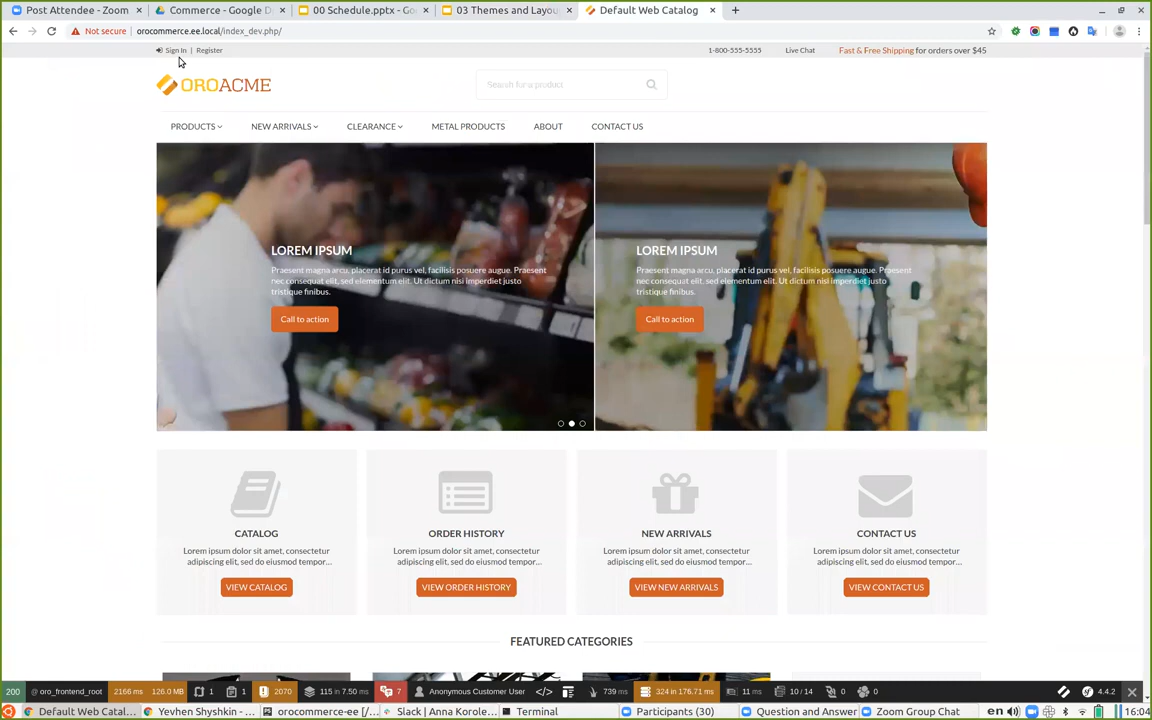 Post Attendee - Zoom
Commerce - Google D
00 Schedule.pptx - Go
03 Themes and Layou
Default Web Catalog
Not secure | orocommerce.ee.local/index_dev.php/
Sign In | Register
1-800-555-5555
Live Chat
Fast & Free Shipping for orders over $45
OROACME
Search for a product
PRODUCTS
NEW ARRIVALS
CLEARANCE
METAL PRODUCTS
ABOUT
CONTACT US
LOREM IPSUM
Praesent magna arcu, placerat id purus vel, facilisis posuere augue. Praesent
nec consequat elit, sed elementum elit. Ut dictum nisi imperdiet justo
tristique finibus.
Call to action
LOREM IPSUM
Praesent magna arcu, placerat id purus vel, facilisis posuere augue. Praesent
nec consequat elit, sed elementum elit. Ut dictum nisi imperdiet justo
tristique finibus.
Call to action
CATALOG
Lorem ipsum dolor sit amet, consectetur
adipiscing elit, sed do eiusmod tempor...
VIEW CATALOG
ORDER HISTORY
Lorem ipsum dolor sit amet, consectetur
adipiscing elit, sed do eiusmod tempor...
VIEW ORDER HISTORY
NEW ARRIVALS
Lorem ipsum dolor sit amet, consectetur
adipiscing elit, sed do eiusmod tempor...
VIEW NEW ARRIVALS
CONTACT US
Lorem ipsum dolor sit amet, consectetur
adipiscing elit, sed do eiusmod tempor...
VIEW CONTACT US
FEATURED CATEGORIES
200 @ oro_frontend_root 2166 ms 126.0 MB 1 1 2070 115 in 7.50 ms 7 Anonymous Customer User 739 ms 324 in 176.71 ms 11 ms 10 / 14 0 0 4.4.2
Default Web Catal... Yevhen Shyshkin - ... orocommerce-ee [/... Slack | Anna Korole... Terminal Participants (30) Question and Answer Zoom Group Chat en 16:04